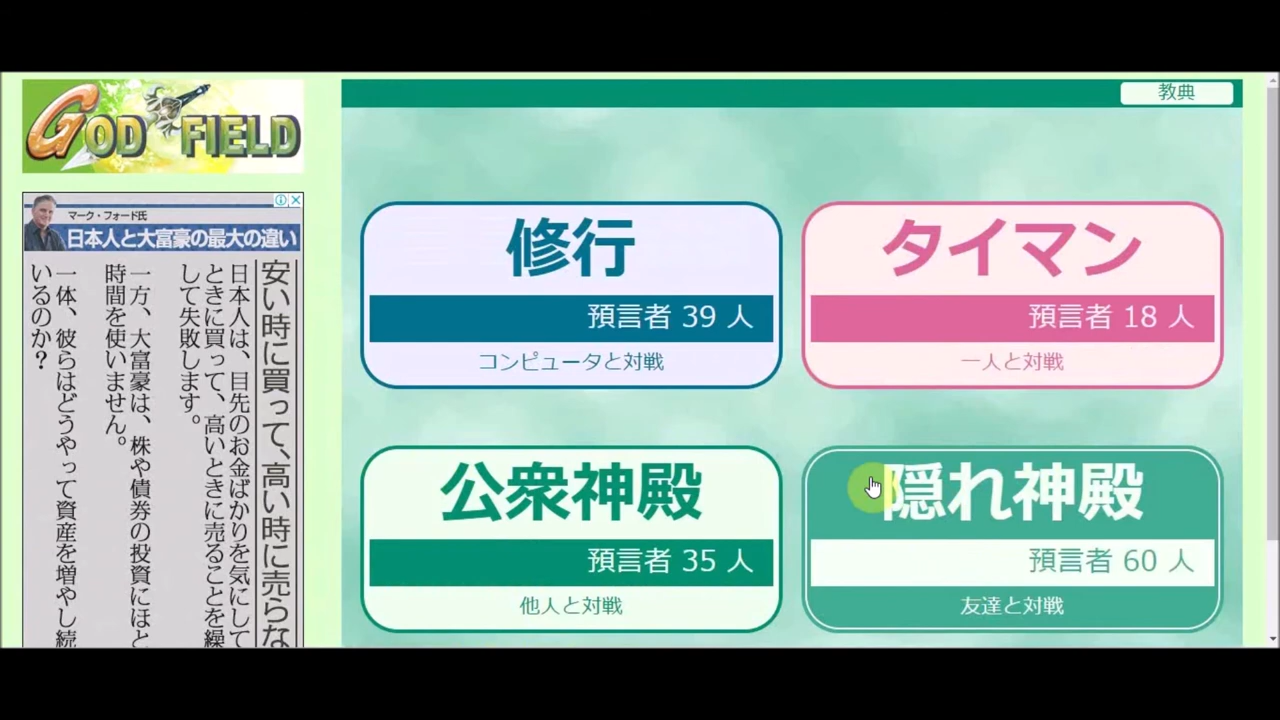 GOD FIELD
教典
マーク・フォード氏
日本人と大富豪の最大の違い
安い時に買って、高い時に売らな
日本人は、目先のお金ばかりを気にして
ときに買って、高いときに売ることを繰
して失敗します。
一方、大富豪は、株や債券の投資にほと
時間を使いません。
一体、彼らはどうやって資産を増やし続
いるのか？
修行
預言者 39 人
コンピュータと対戦
タイマン
預言者 18 人
一人と対戦
公衆神殿
預言者 35 人
他人と対戦
隠れ神殿
預言者 60 人
友達と対戦